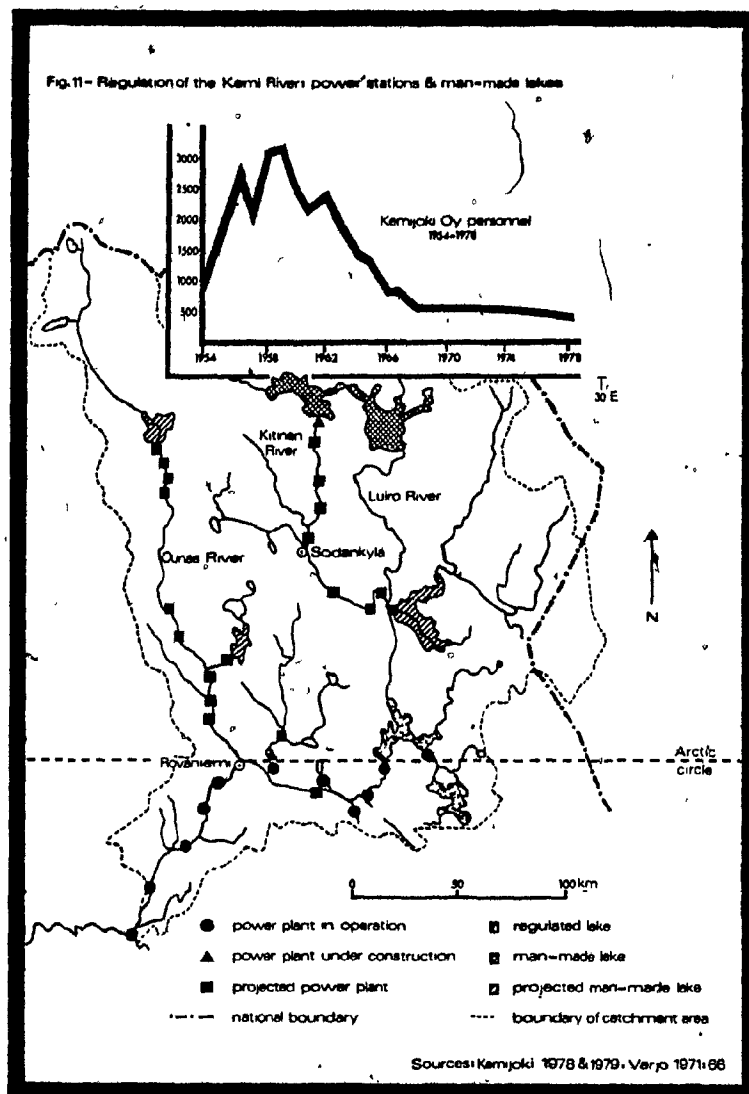 Fig. 11 - Regulation of the Kemi River: power stations & man-made lakes
3000
2500
2000
1500
1000
500
Kemijoki Oy personnel
1954-1978
1954
1958
1962
1966
1970
1974
1978
30 E
Kitinen
River
Luiro River
Ounas River
Sodankylä
N
Rovaniemi
Arctic
circle
0
50
100 km
power plant in operation
regulated lake
power plant under construction
man-made lake
projected power plant
projected man-made lake
national boundary
boundary of catchment area
Sources: Kemijoki 1978 & 1979; Varjo 1971:66